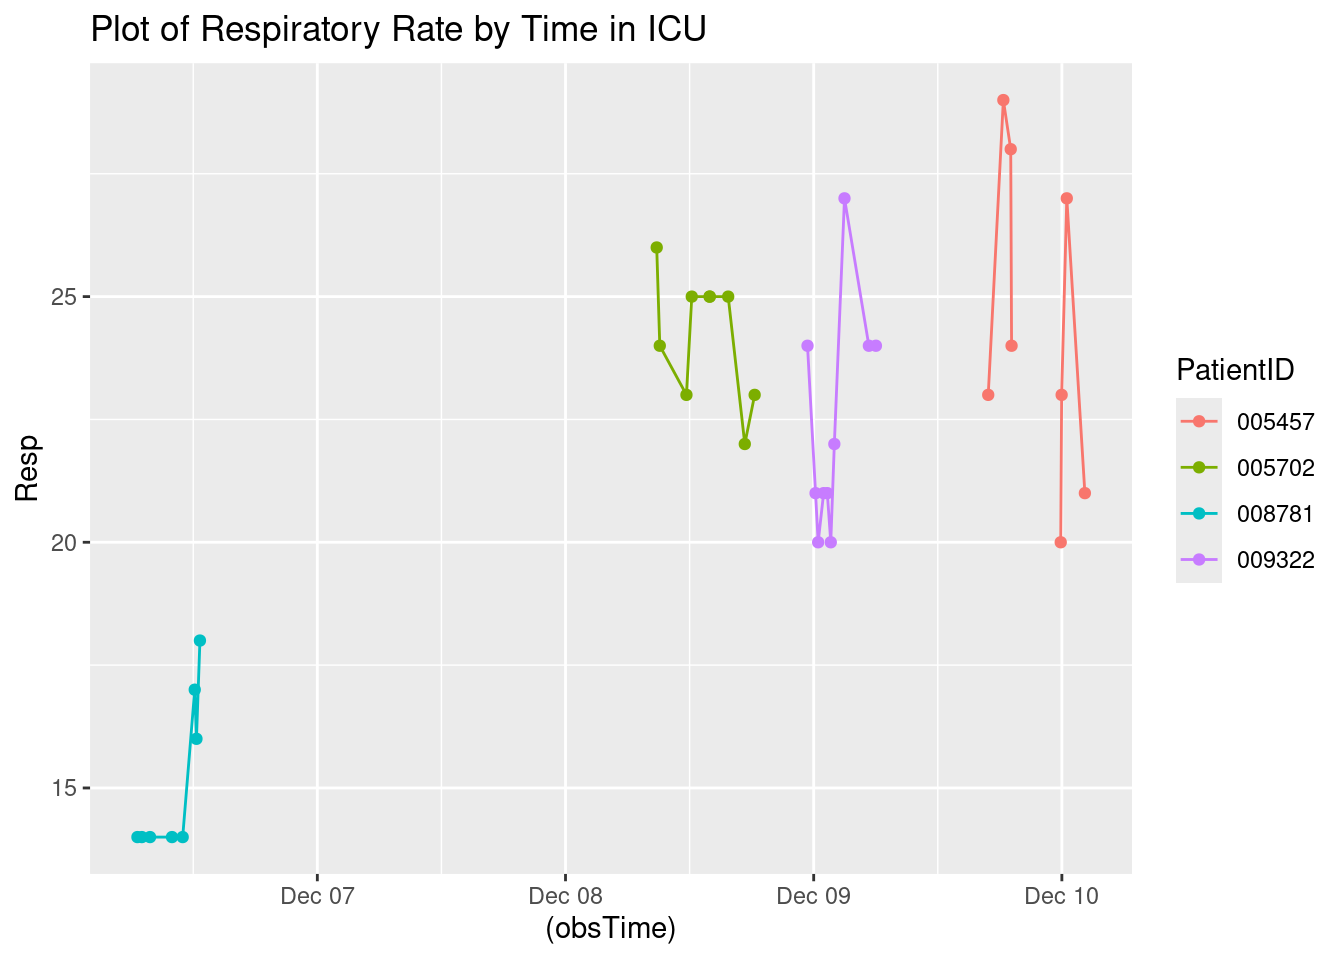 Plot of Respiratory Rate by Time in ICU
25
20
15
Resp
Dec 07
Dec 08
Dec 09
Dec 10
(obsTime)
PatientID
005457
005702
008781
009322